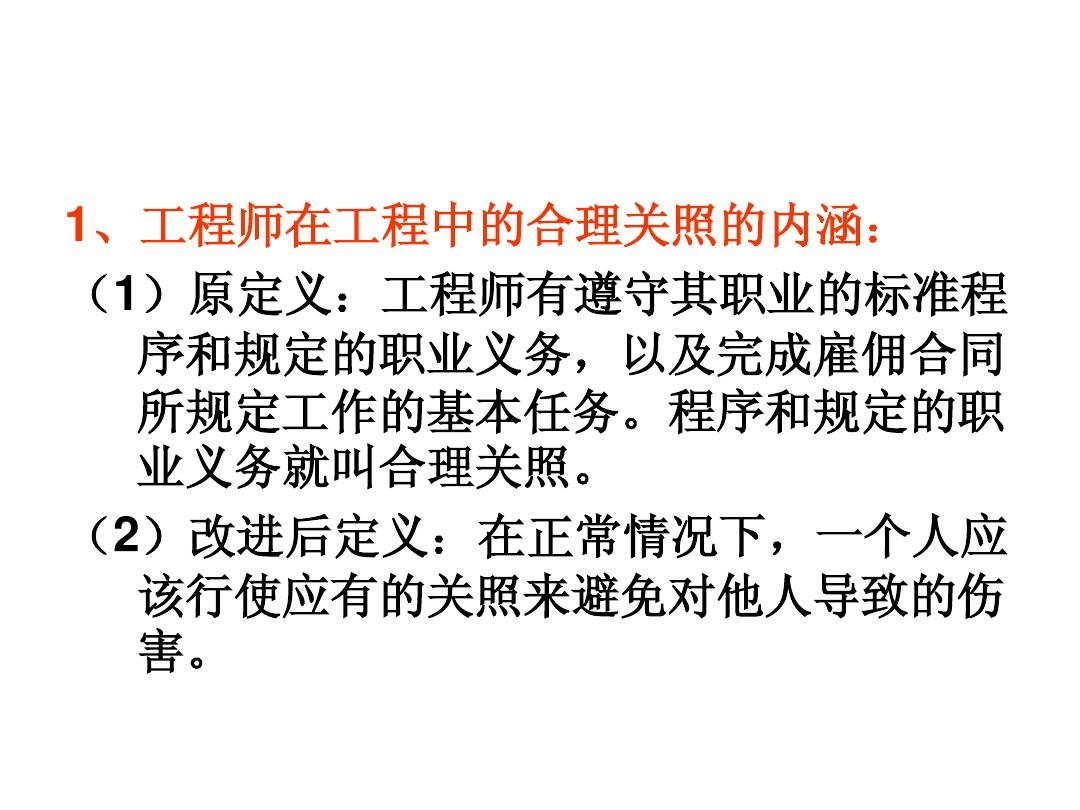 1、工程师在工程中的合理关照的内涵：
（1）原定义：工程师有遵守其职业的标准程
序和规定的职业义务，以及完成雇佣合同
所规定工作的基本任务。程序和规定的职
业义务就叫合理关照。
（2）改进后定义：在正常情况下，一个人应
该行使应有的关照来避免对他人导致的伤
害。